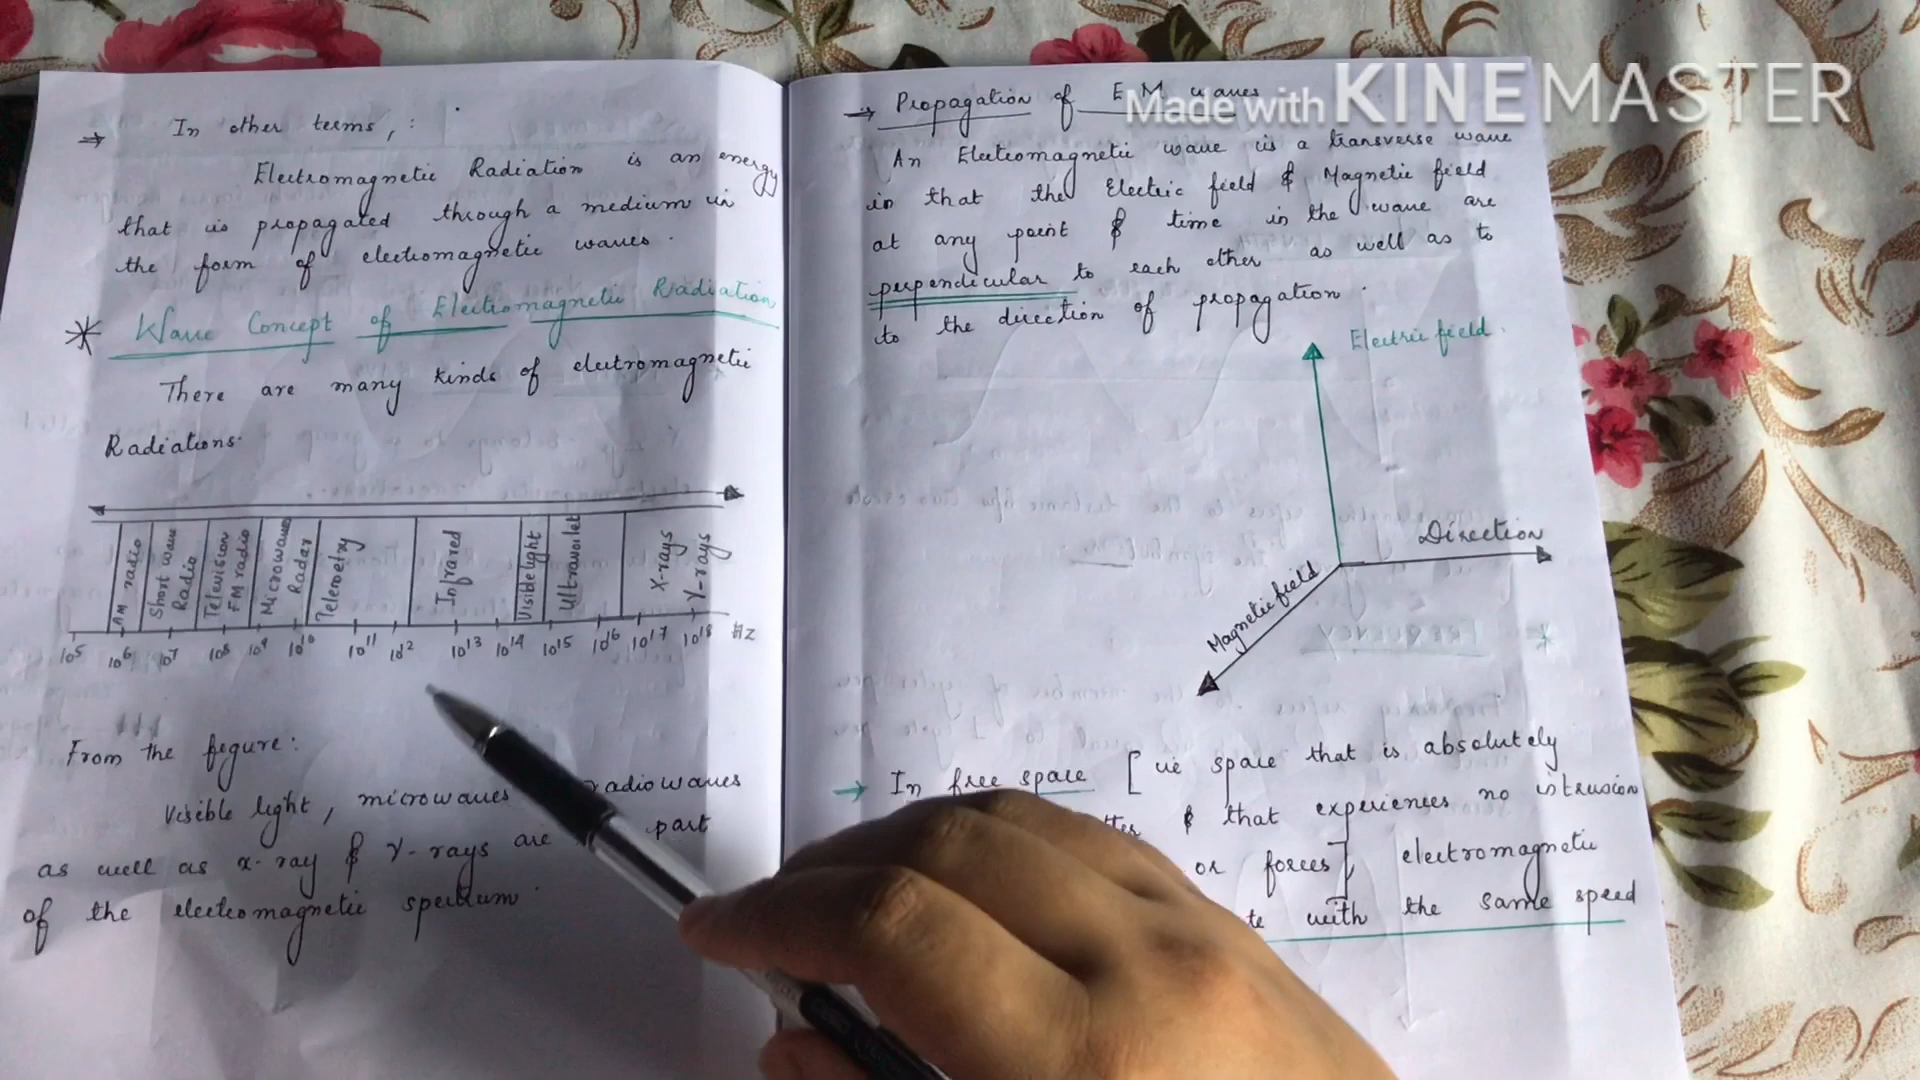 ⇒ In other terms, :
Electromagnetic Radiation is an energy
that is propagated through a medium in
the form of electromagnetic waves.
* Wave Concept of Electromagnetic Radiation
There are many kinds of electromagnetic
Radiations.
AM radio
Short wave Radio
Television FM radio
Microwaves Radar
Telemetry
Infrared
Visible light
Ultraviolet
X-rays
γ-rays
10⁵ 10⁶ 10⁷ 10⁸ 10⁹ 10¹⁰ 10¹¹ 10¹² 10¹³ 10¹⁴ 10¹⁵ 10¹⁶ 10¹⁷ 10¹⁸ Hz
From the figure:
Visible light, microwaves radiowaves
as well as x-ray & γ-rays are part
of the electromagnetic spectrum.
→ Propagation of E M waves
Made with KINEMASTER
An Electromagnetic wave is a transverse wave
in that the Electric field & Magnetic field
at any point & time in the wave are
perpendicular to each other as well as to
to the direction of propagation.
Electric field.
Direction
Magnetic field
→ In free space [ie space that is absolutely
& that experiences no intrusion
or forces] electromagnetic
with the same speed